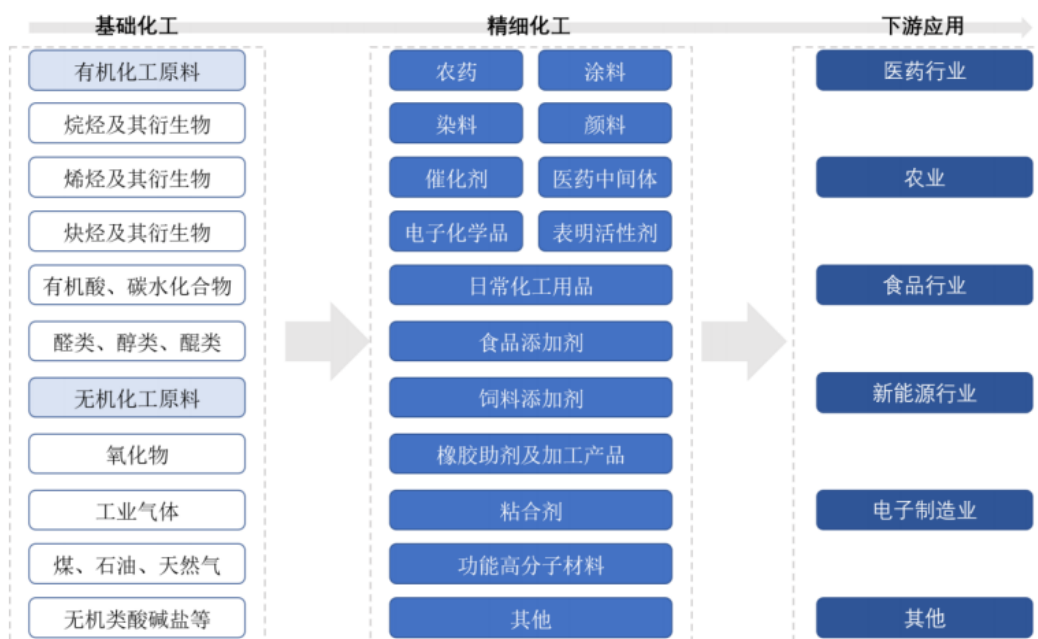 基础化工
精细化工
下游应用
有机化工原料
烷烃及其衍生物
烯烃及其衍生物
炔烃及其衍生物
有机酸、碳水化合物
醛类、醇类、醌类
无机化工原料
氧化物
工业气体
煤、石油、天然气
无机类酸碱盐等
农药
涂料
染料
颜料
催化剂
医药中间体
电子化学品
表明活性剂
日常化工用品
食品添加剂
饲料添加剂
橡胶助剂及加工产品
粘合剂
功能高分子材料
其他
医药行业
农业
食品行业
新能源行业
电子制造业
其他